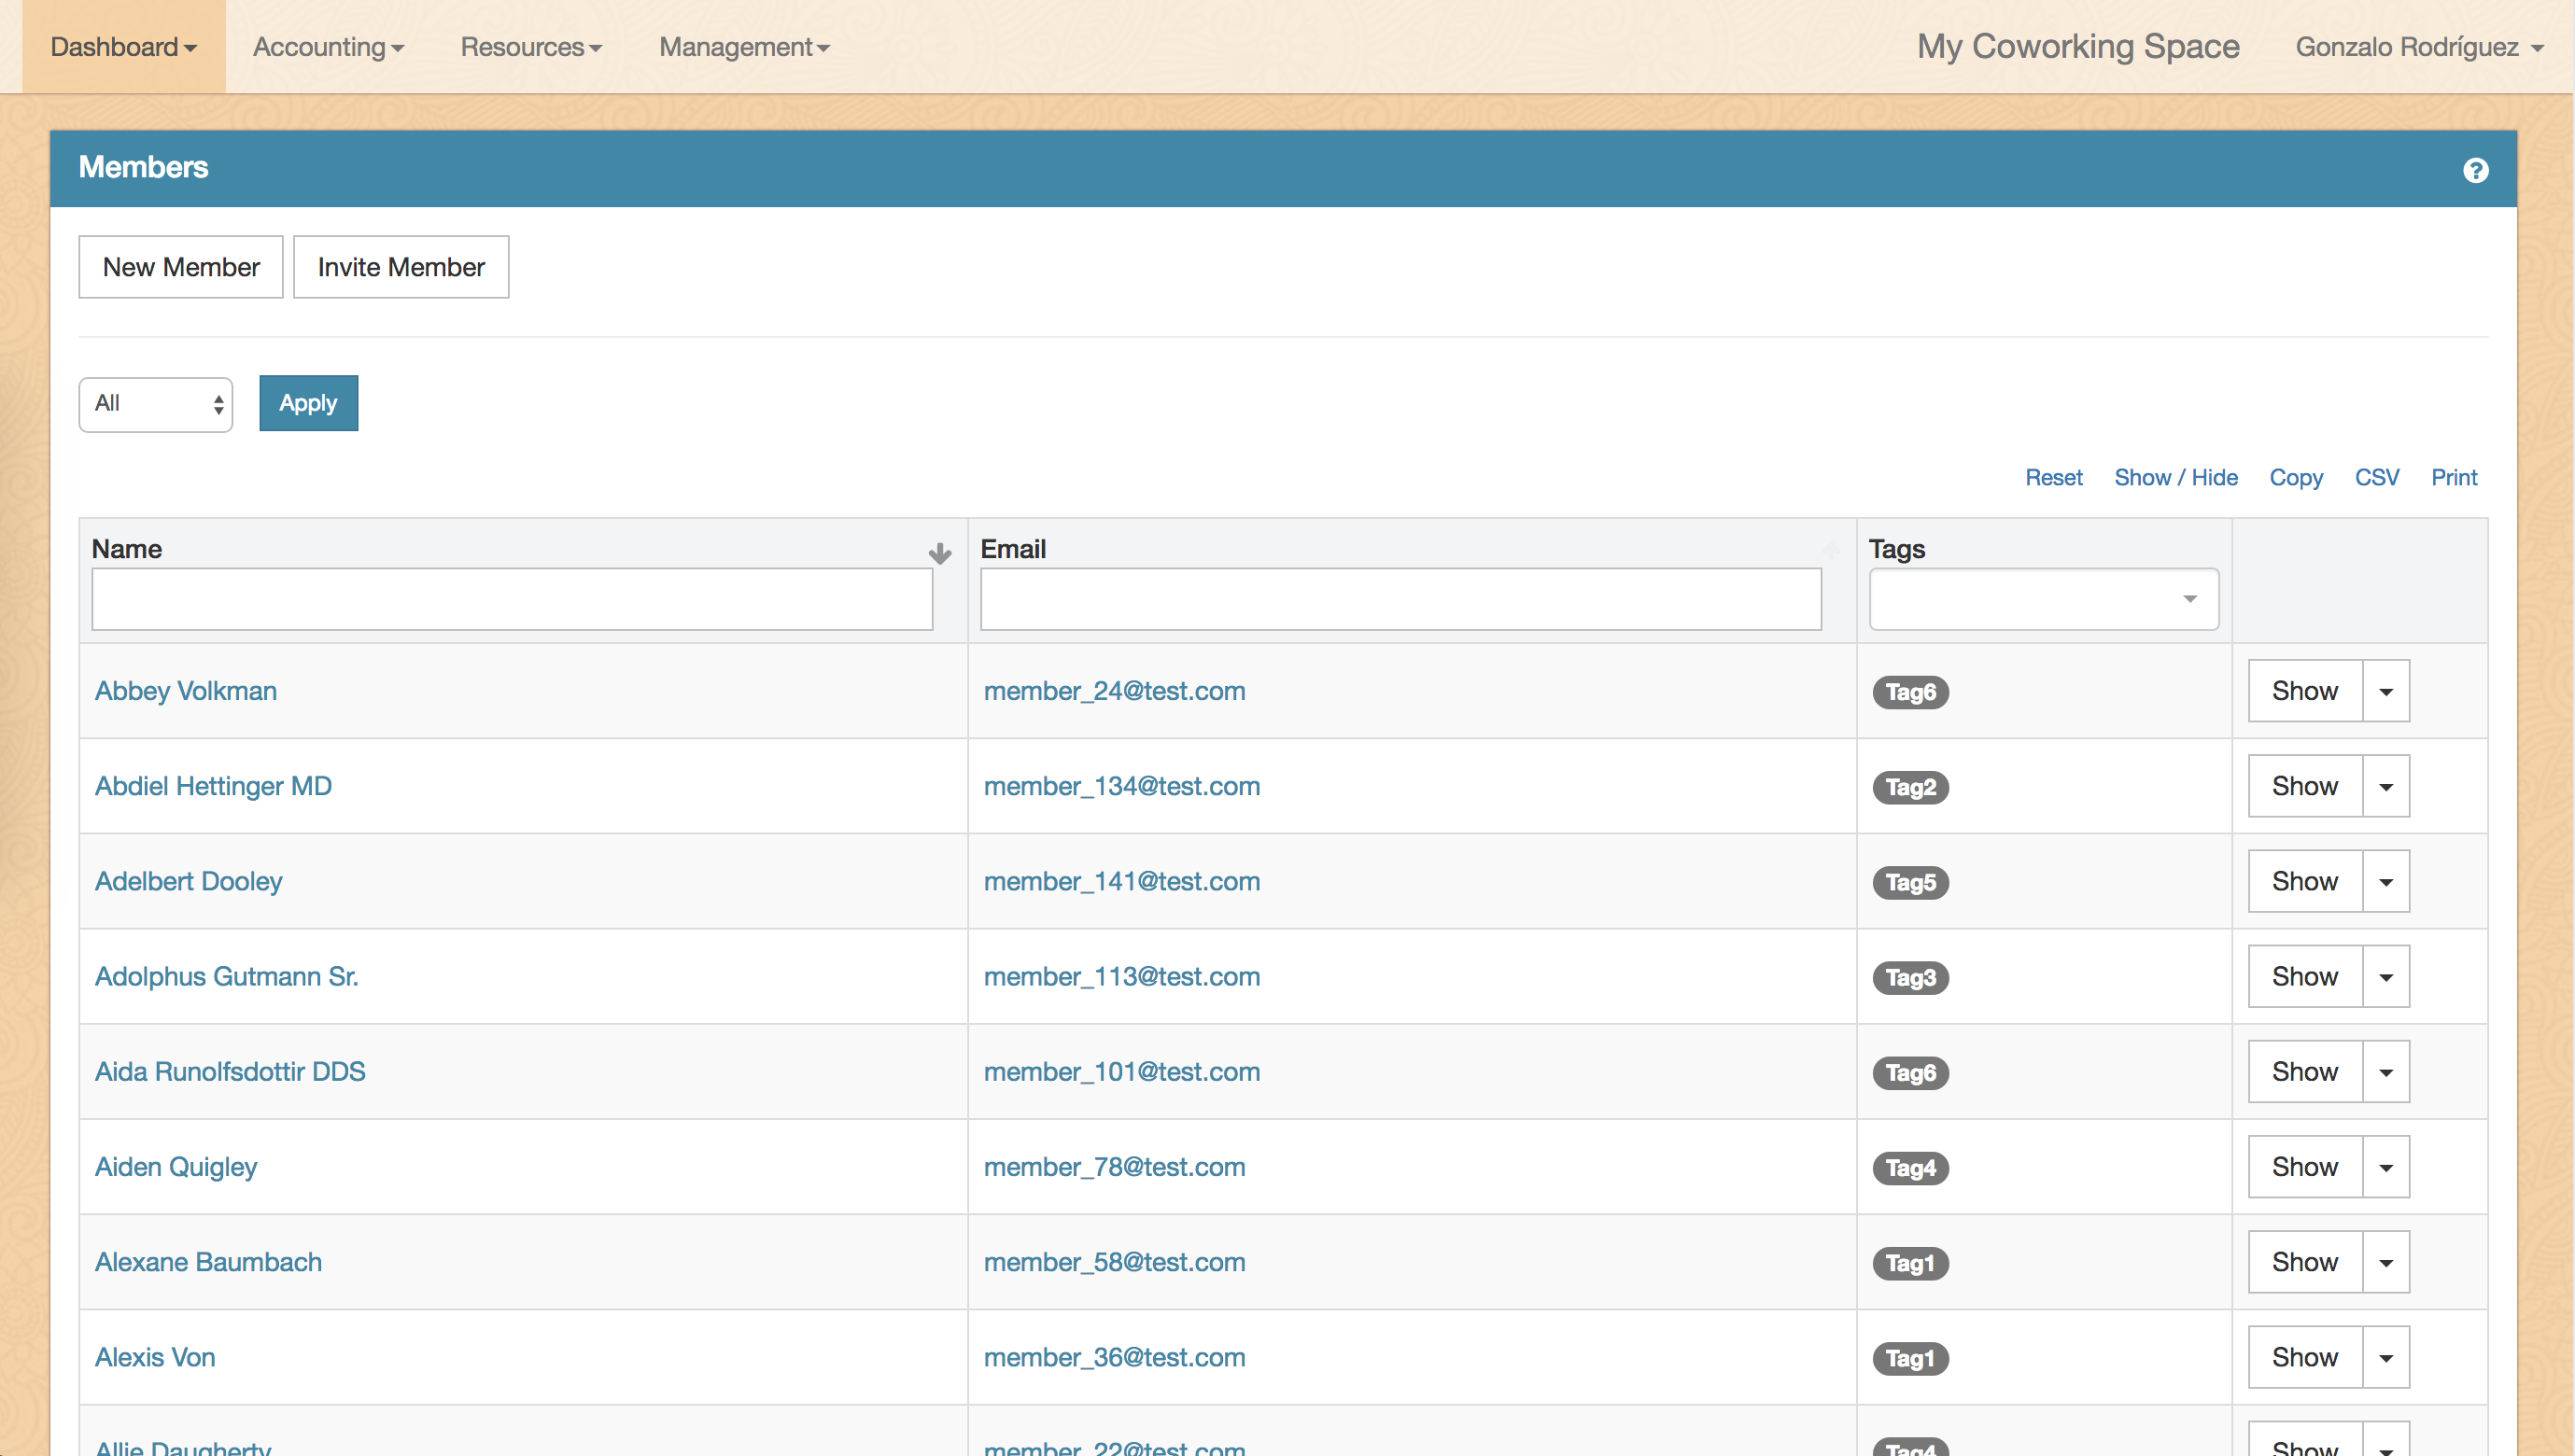 Dashboard Accounting Resources Management My Coworking Space Gonzalo Rodríguez
Members ?
New Member Invite Member
All Apply
Reset Show / Hide Copy CSV Print
Name Email Tags
Abbey Volkman member_24@test.com Tag6 Show
Abdiel Hettinger MD member_134@test.com Tag2 Show
Adelbert Dooley member_141@test.com Tag5 Show
Adolphus Gutmann Sr. member_113@test.com Tag3 Show
Aida Runolfsdottir DDS member_101@test.com Tag6 Show
Aiden Quigley member_78@test.com Tag4 Show
Alexane Baumbach member_58@test.com Tag1 Show
Alexis Von member_36@test.com Tag1 Show
Allie Daugherty member_22@test.com Tag4 Show